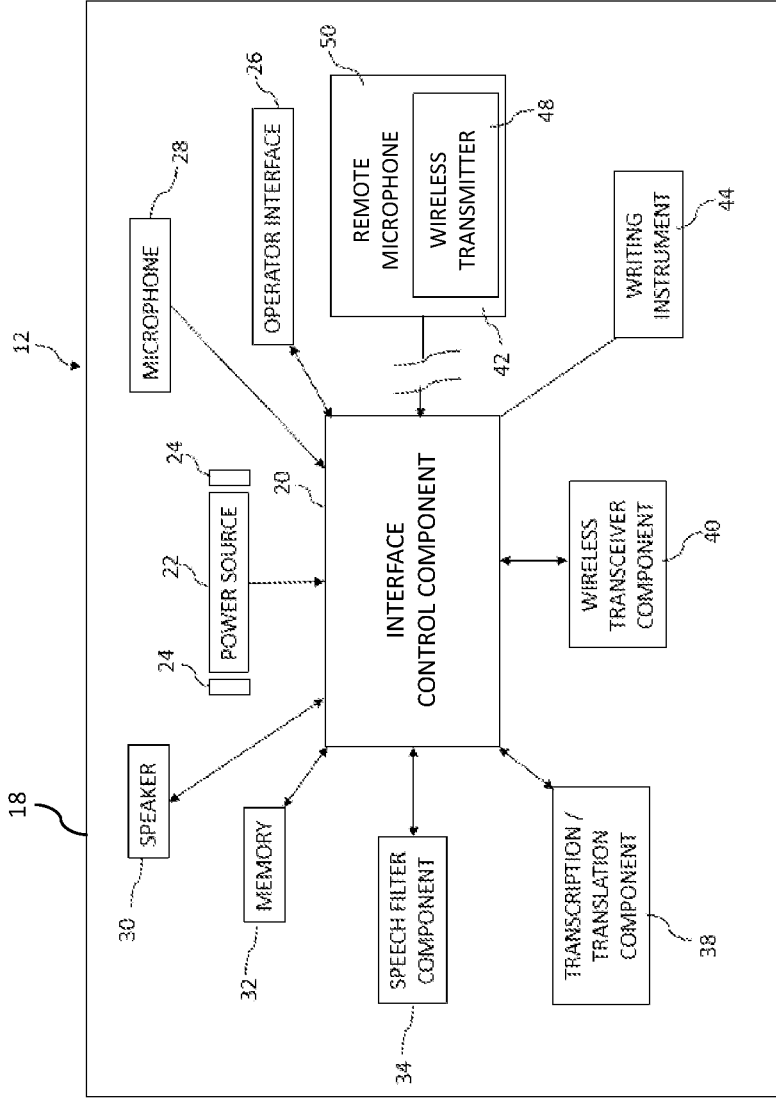 18
12
SPEAKER
30
24
24
POWER SOURCE
22
MICROPHONE
28
MEMORY
32
20
OPERATOR INTERFACE
26
SPEECH FILTER
COMPONENT
34
INTERFACE
CONTROL COMPONENT
REMOTE
MICROPHONE
50
WIRELESS
TRANSMITTER
48
42
TRANSCRIPTION /
TRANSLATION
COMPONENT
38
WIRELESS
TRANSCEIVER
COMPONENT
40
WRITING
INSTRUMENT
44